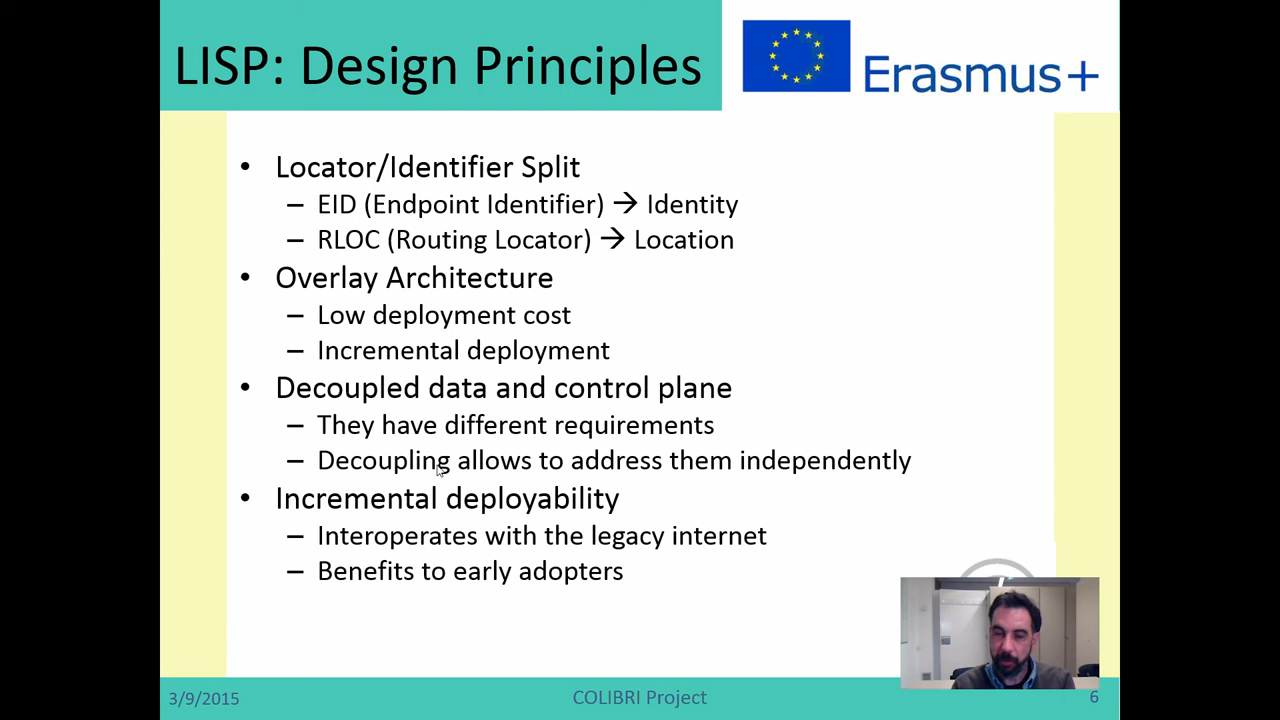 LISP: Design Principles
Erasmus+
• Locator/Identifier Split
– EID (Endpoint Identifier) → Identity
– RLOC (Routing Locator) → Location
• Overlay Architecture
– Low deployment cost
– Incremental deployment
• Decoupled data and control plane
– They have different requirements
– Decoupling allows to address them independently
• Incremental deployability
– Interoperates with the legacy internet
– Benefits to early adopters
3/9/2015
COLIBRI Project
6